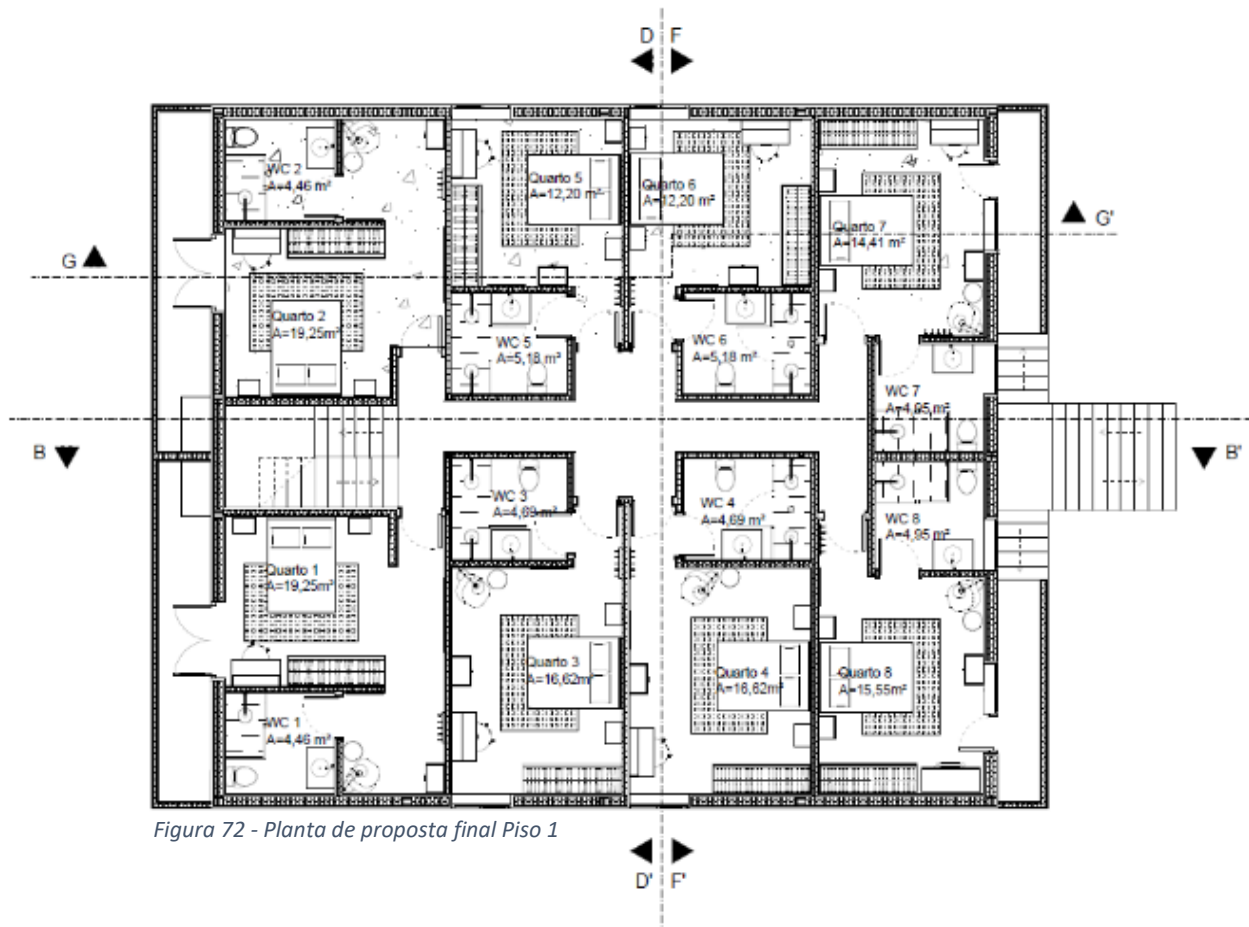 D F
WC 2
A=4,46 m²
Quarto 5
A=12,20 m²
Quarto 6
A=12,20 m²
Quarto 7
A=14,41 m²
G'
G
Quarto 2
A=19,25m²
WC 5
A=5,18 m²
WC 6
A=5,18 m²
WC 7
A=4,95 m²
B
B'
WC 3
A=4,69 m²
WC 4
A=4,69 m²
WC 8
A=4,95 m²
Quarto 1
A=19,25m²
Quarto 3
A=16,62m²
Quarto 4
A=16,62m²
Quarto 8
A=15,55m²
WC 1
A=4,46 m²
Figura 72 - Planta de proposta final Piso 1
D' F'